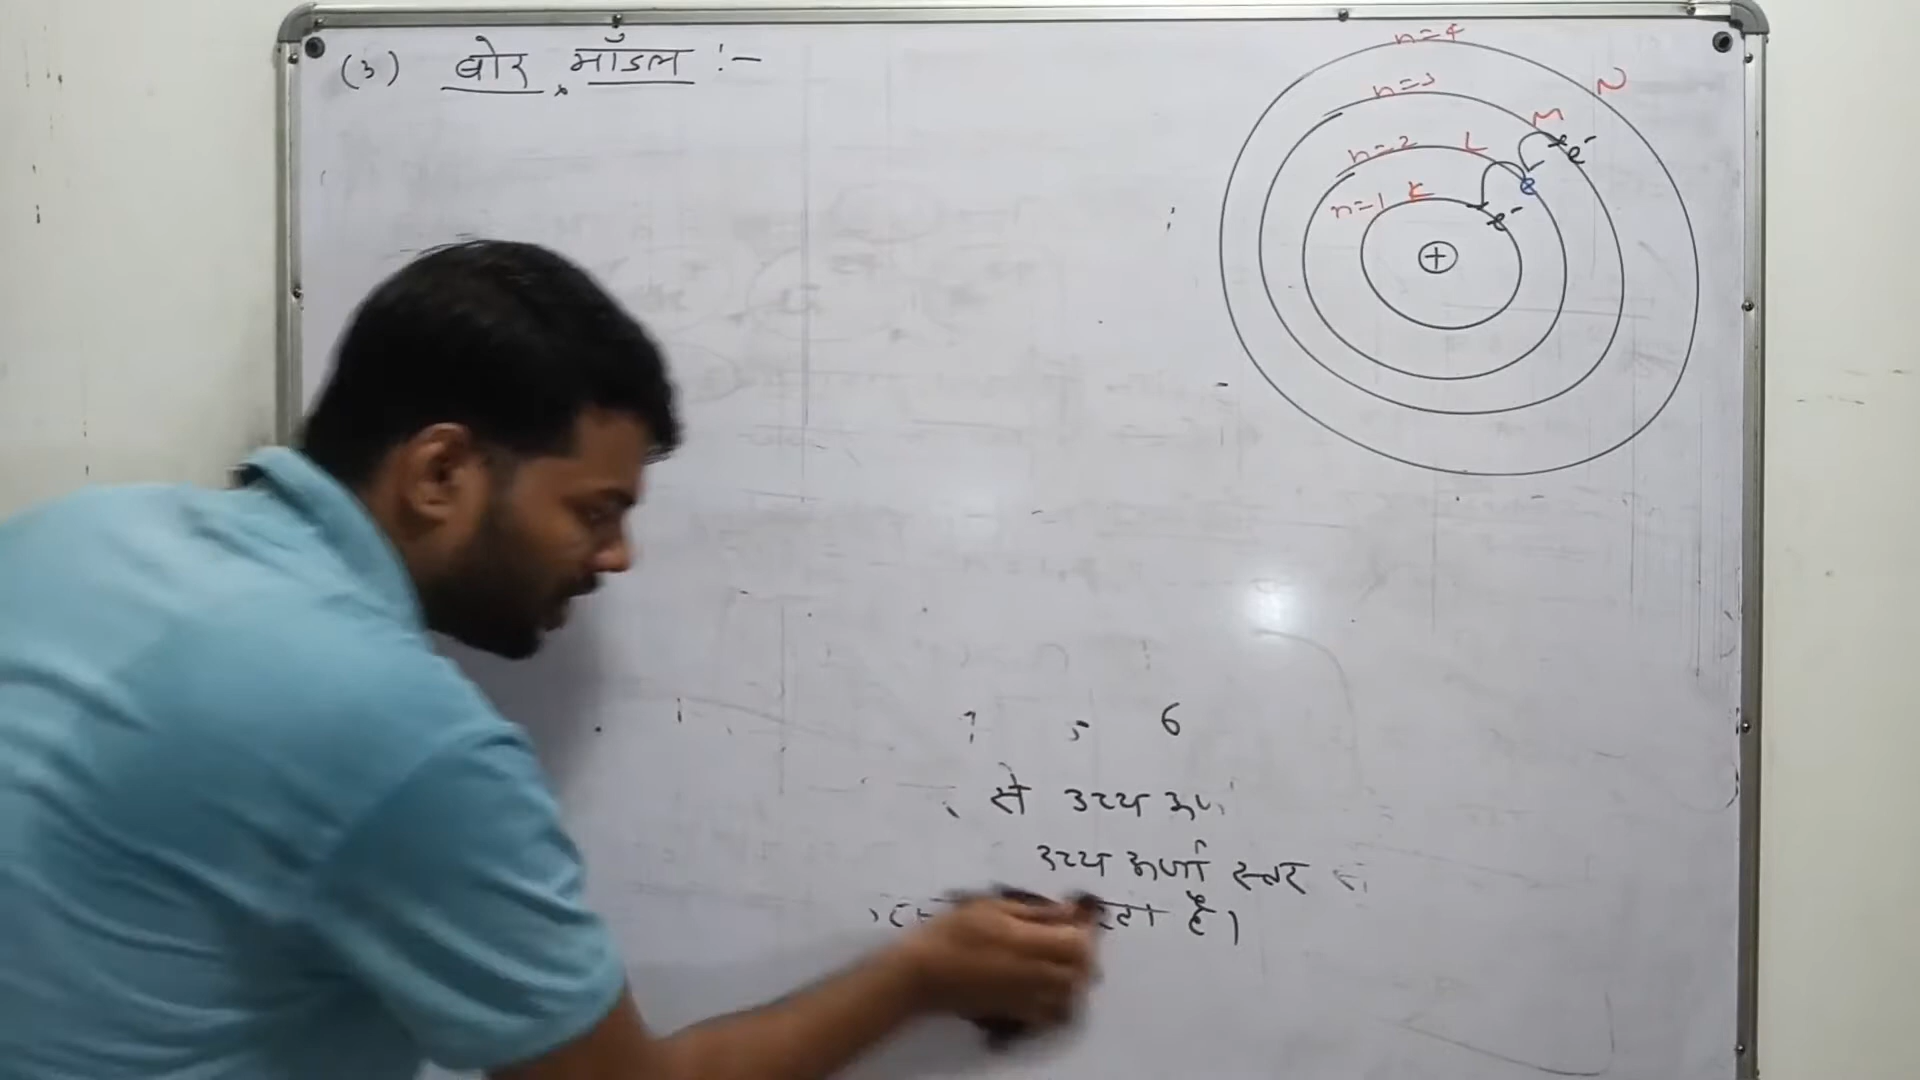 (3) बोर मॉडल :-
n=4
N
n=3
M
e-
n=2 L
n=1 K
e-
+
6
से उच्च
उच्च ऊर्जा स्तर
है।